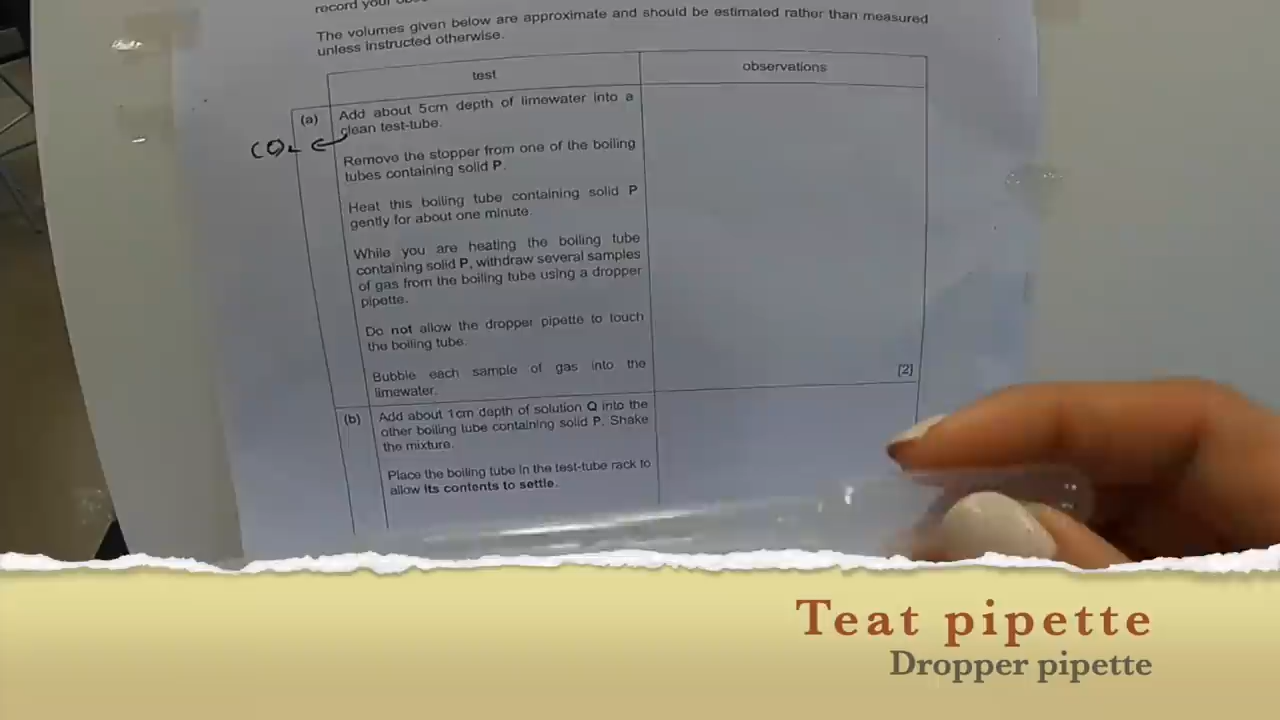 record your
The volumes given below are approximate and should be estimated rather than measured
unless instructed otherwise.
test
observations
(a)
Add about 5cm depth of limewater into a
clean test-tube.
CO₂
Remove the stopper from one of the boiling
tubes containing solid P.
Heat this boiling tube containing solid P
gently for about one minute.
While you are heating the boiling tube
containing solid P, withdraw several samples
of gas from the boiling tube using a dropper
pipette.
Do not allow the dropper pipette to touch
the boiling tube.
Bubble each sample of gas into the
limewater.
[2]
(b)
Add about 1cm depth of solution Q into the
other boiling tube containing solid P. Shake
the mixture.
Place the boiling tube in the test-tube rack to
allow its contents to settle.
Teat pipette
Dropper pipette